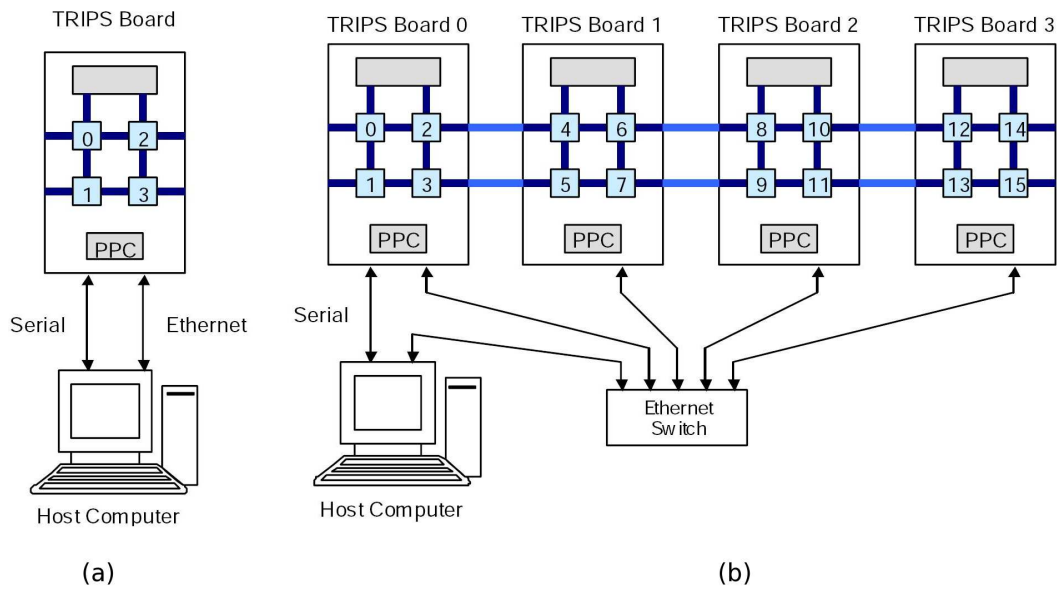 TRIPS Board
0 2
1 3
PPC
Serial Ethernet
Host Computer
(a)
TRIPS Board 0 TRIPS Board 1 TRIPS Board 2 TRIPS Board 3
0 2 4 6 8 10 12 14
1 3 5 7 9 11 13 15
PPC PPC PPC PPC
Serial
Ethernet
Switch
Host Computer
(b)